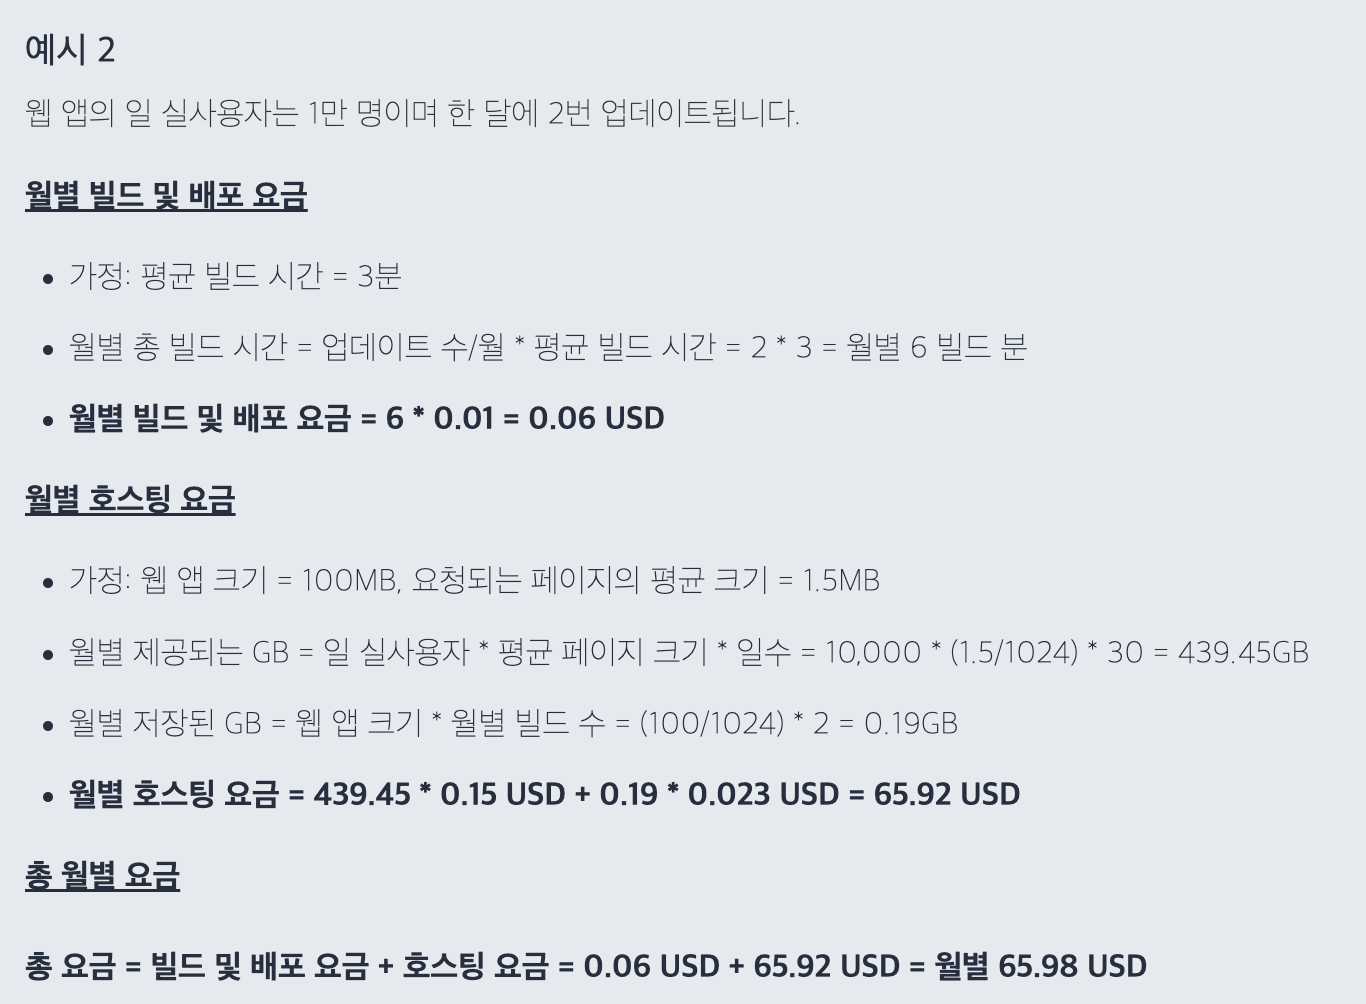 예시 2
웹 앱의 일 실사용자는 1만 명이며 한 달에 2번 업데이트됩니다.
월별 빌드 및 배포 요금
• 가정: 평균 빌드 시간 = 3분
• 월별 총 빌드 시간 = 업데이트 수/월 * 평균 빌드 시간 = 2 * 3 = 월별 6 빌드 분
• 월별 빌드 및 배포 요금 = 6 * 0.01 = 0.06 USD
월별 호스팅 요금
• 가정: 웹 앱 크기 = 100MB, 요청되는 페이지의 평균 크기 = 1.5MB
• 월별 제공되는 GB = 일 실사용자 * 평균 페이지 크기 * 일수 = 10,000 * (1.5/1024) * 30 = 439.45GB
• 월별 저장된 GB = 웹 앱 크기 * 월별 빌드 수 = (100/1024) * 2 = 0.19GB
• 월별 호스팅 요금 = 439.45 * 0.15 USD + 0.19 * 0.023 USD = 65.92 USD
총 월별 요금
총 요금 = 빌드 및 배포 요금 + 호스팅 요금 = 0.06 USD + 65.92 USD = 월별 65.98 USD